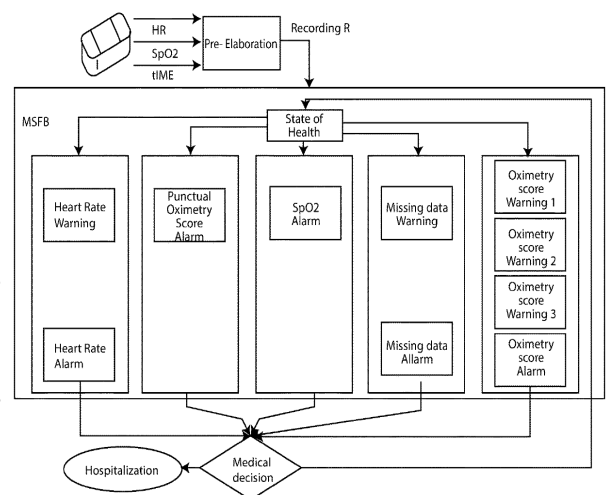 HR
SpO2
tIME
Pre- Elaboration
Recording R
MSFB
State of
Health
Heart Rate
Warning
Heart Rate
Alarm
Punctual
Oximetry
Score
Alarm
SpO2
Alarm
Missing data
Warning
Missing data
Allarm
Oximetry
score
Warning 1
Oximetry
score
Warning 2
Oximetry
score
Warning 3
Oximetry
score
Alarm
Hospitalization
Medical
decision